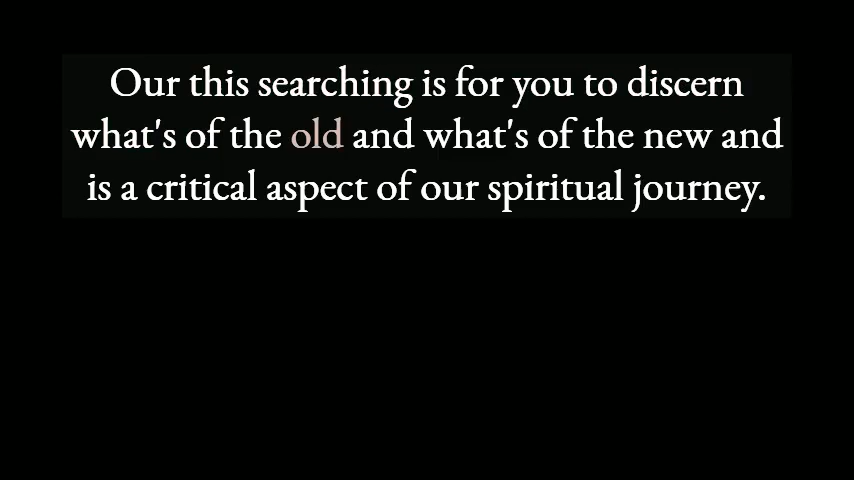 Our this searching is for you to discern
what's of the old and what's of the new and
is a critical aspect of our spiritual journey.